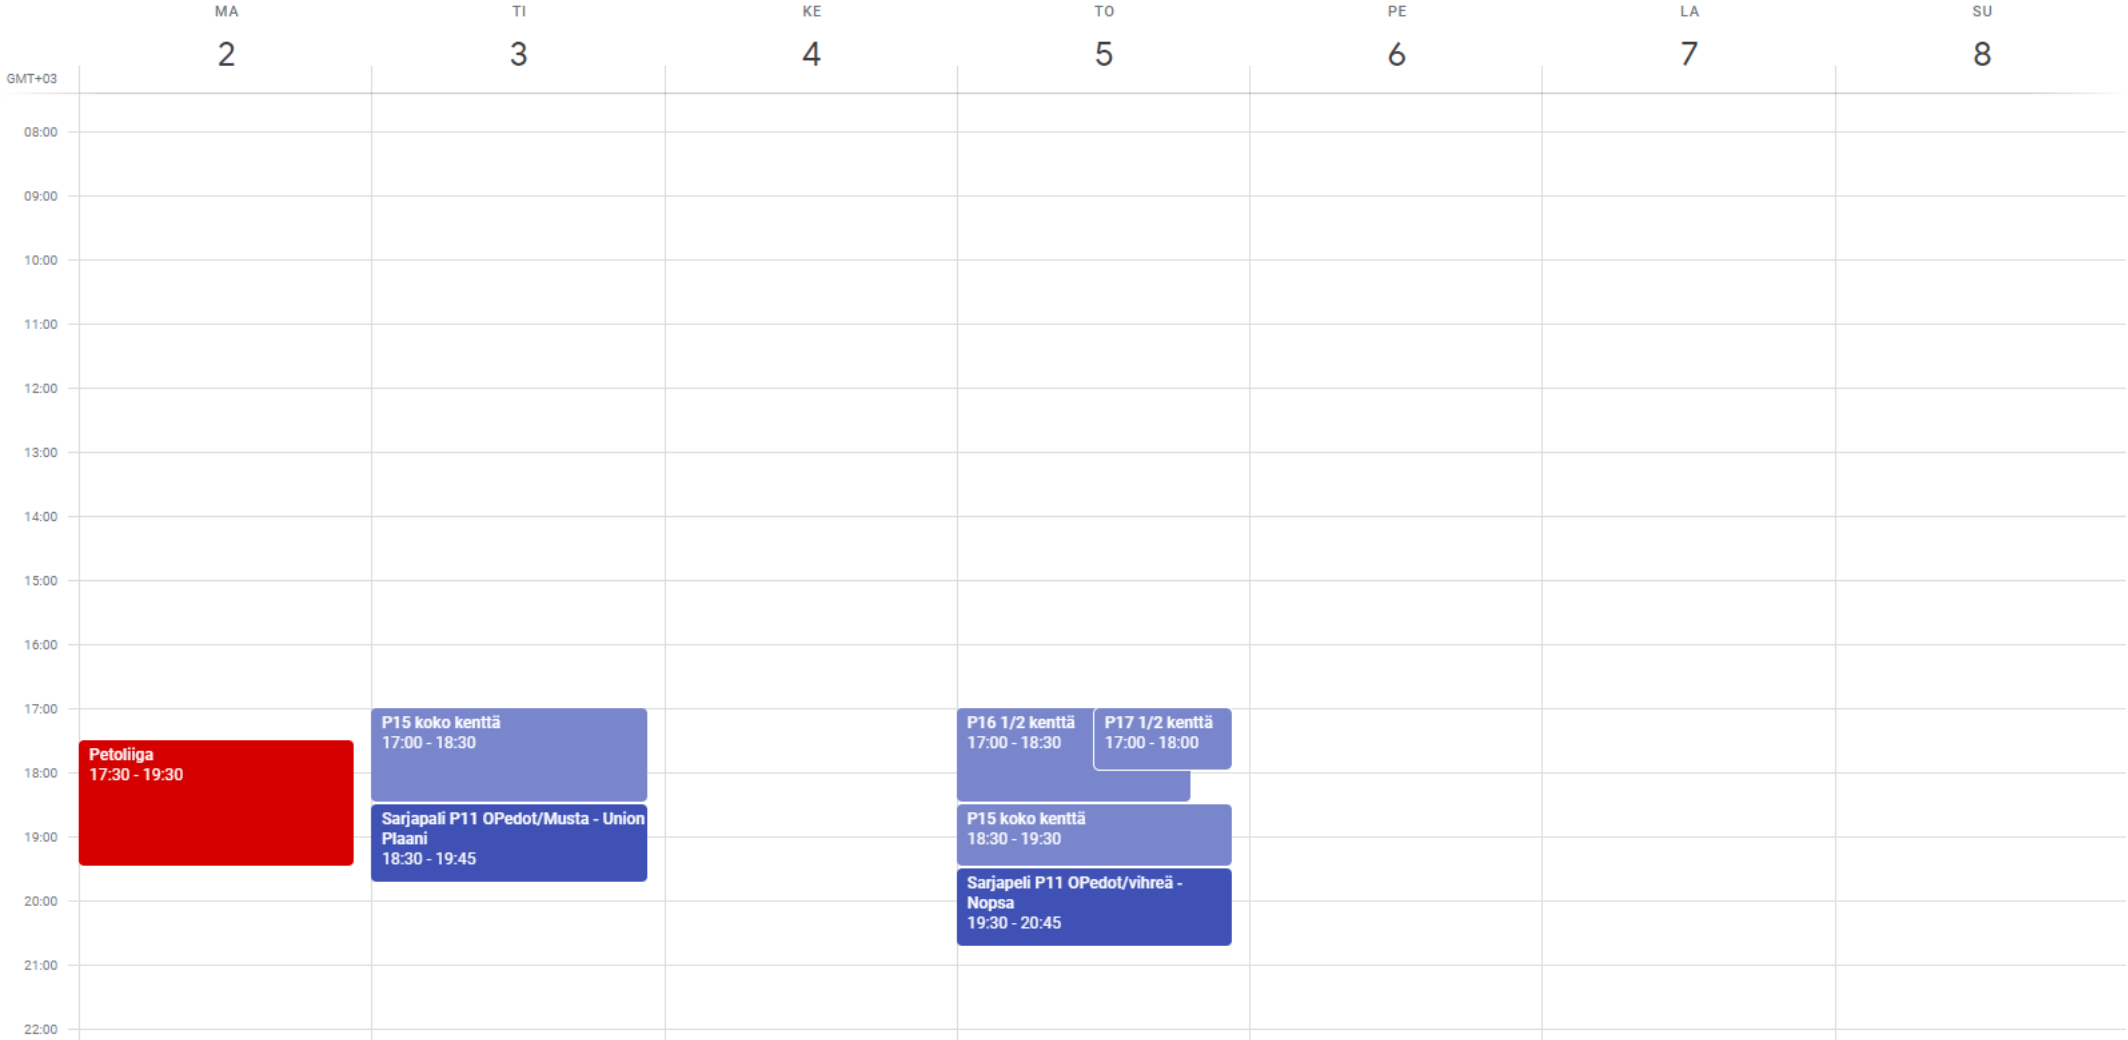 MA
TI
KE
TO
PE
LA
SU
2
3
4
5
6
7
8
GMT+03
08:00
09:00
10:00
11:00
12:00
13:00
14:00
15:00
16:00
17:00
18:00
19:00
20:00
21:00
22:00
Petoliiga
17:30 - 19:30
P15 koko kenttä
17:00 - 18:30
Sarjapali P11 OPedot/Musta - Union
Plaani
18:30 - 19:45
P16 1/2 kenttä
17:00 - 18:30
P17 1/2 kenttä
17:00 - 18:00
P15 koko kenttä
18:30 - 19:30
Sarjapeli P11 OPedot/vihreä -
Nopsa
19:30 - 20:45